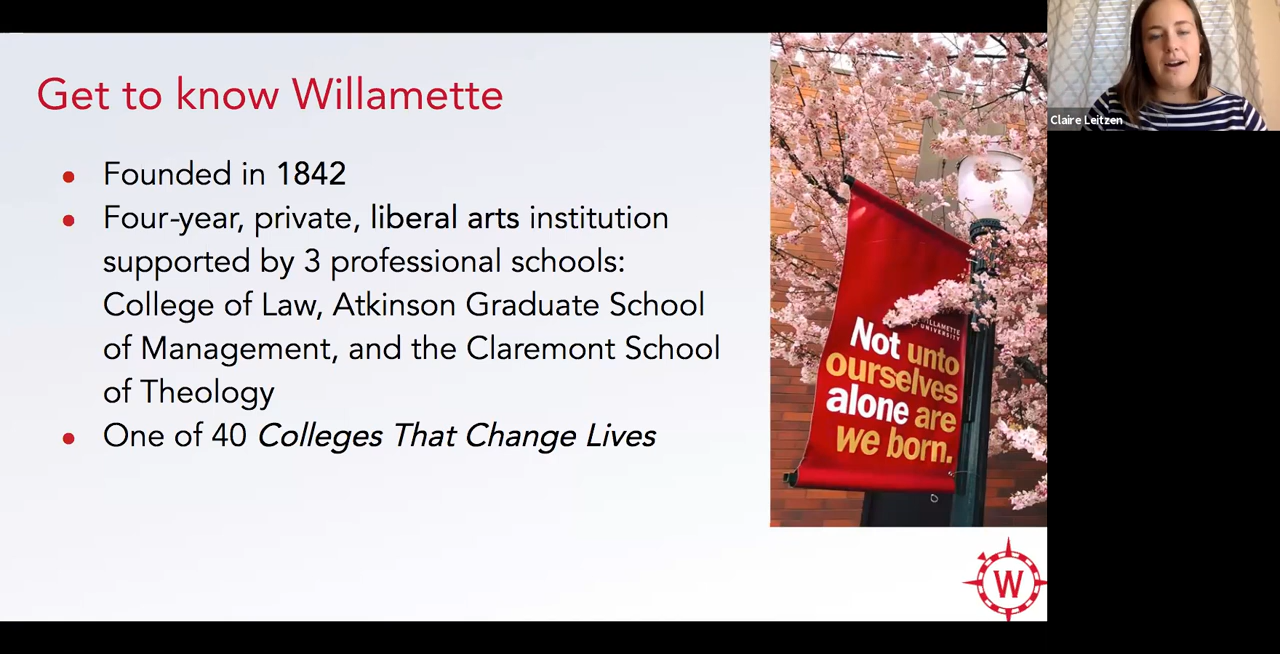 Get to know Willamette
Founded in 1842
Four-year, private, liberal arts institution
supported by 3 professional schools:
College of Law, Atkinson Graduate School
of Management, and the Claremont School
of Theology
One of 40 Colleges That Change Lives
WILLAMETTE
UNIVERSITY
Not unto
ourselves
alone are
we born.
W
Claire Leitzen